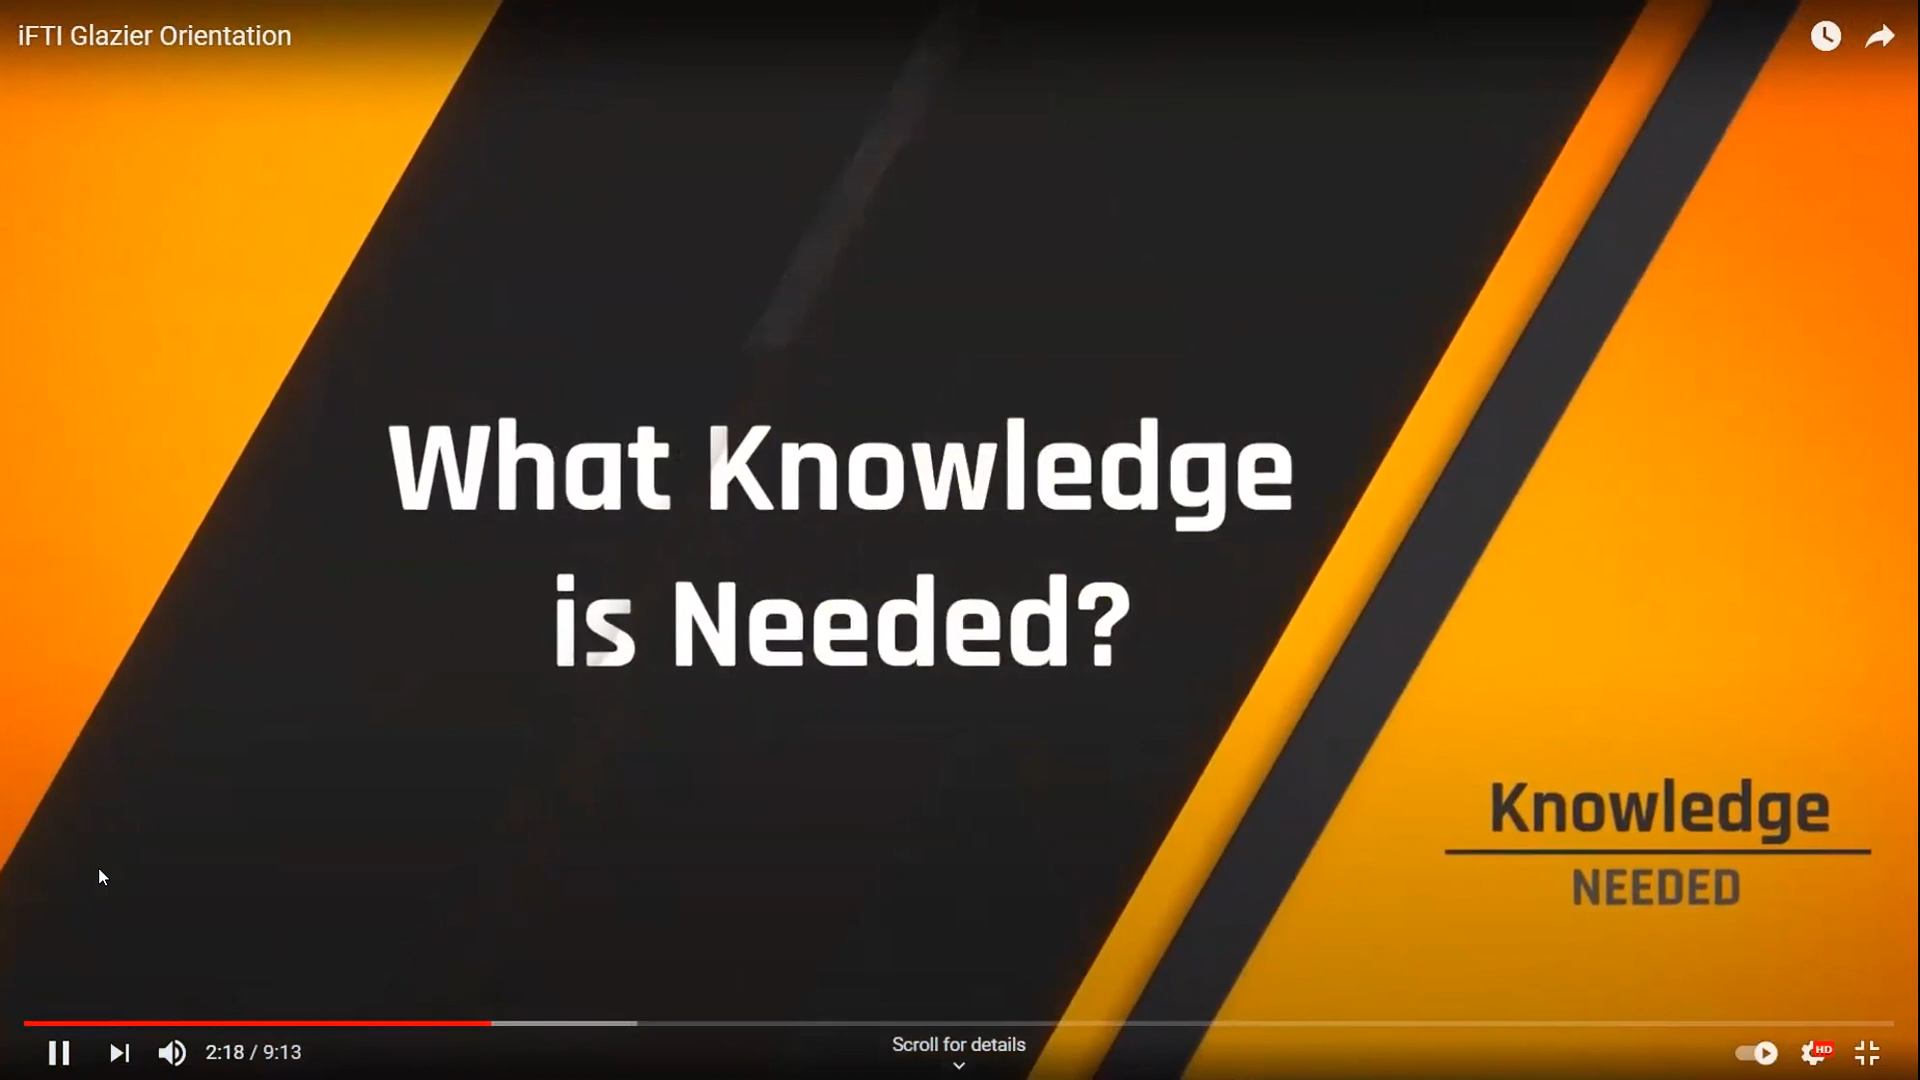 iFTI Glazier Orientation
What Knowledge
is Needed?
Knowledge
NEEDED
Scroll for details
2:18 / 9:13
HD